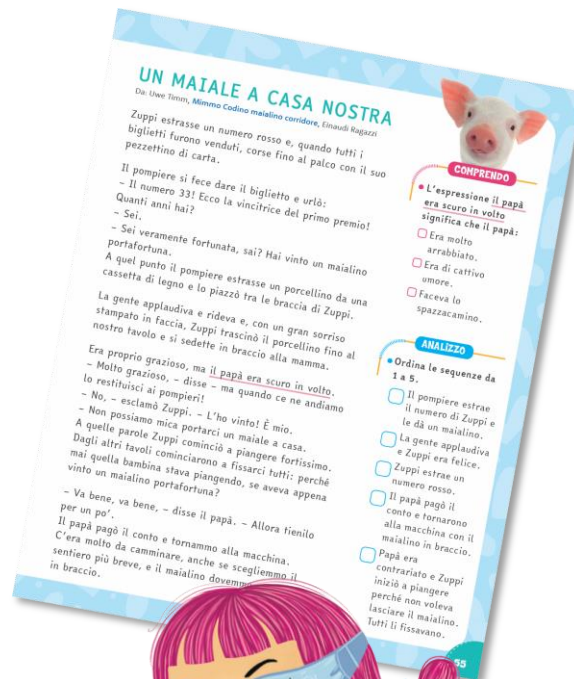 UN MAIALE A CASA NOSTRA
Da: Uwe Timm, Mimmo Codino maialino corridore, Einaudi Ragazzi
Zuppi estrasse un numero rosso e, quando tutti i
biglietti furono venduti, corse fino al palco con il suo
pezzettino di carta.
Il pompiere si fece dare il biglietto e urlò:
– Il numero 33! Ecco la vincitrice del primo premio!
Quanti anni hai?
– Sei.
– Sei veramente fortunata, sai? Hai vinto un maialino
portafortuna.
A quel punto il pompiere estrasse un porcellino da una
cassetta di legno e lo piazzò tra le braccia di Zuppi.
La gente applaudiva e rideva e, con un gran sorriso
stampato in faccia, Zuppi trascinò il porcellino fino al
nostro tavolo e si sedette in braccio alla mamma.
Era proprio grazioso, ma il papà era scuro in volto.
– Molto grazioso, – disse – ma quando ce ne andiamo
lo restituisci ai pompieri!
– No, – esclamò Zuppi. – L'ho vinto! È mio.
– Non possiamo mica portarci un maiale a casa.
A quelle parole Zuppi cominciò a piangere fortissimo.
Dagli altri tavoli cominciarono a fissarci tutti: perché
mai quella bambina stava piangendo, se aveva appena
vinto un maialino portafortuna?
– Va bene, va bene, – disse il papà. – Allora tienilo
per un po'.
Il papà pagò il conto e tornammo alla macchina.
C'era molto da camminare, anche se scegliemmo il
sentiero più breve, e il maialino
in braccio.
COMPRENDO
L'espressione il papà
era scuro in volto
significa che il papà:
Era molto
arrabbiato.
Era di cattivo
umore.
Faceva lo
spazzacamino.
ANALIZZO
Ordina le sequenze da
1 a 5.
Il pompiere estrae
il numero di Zuppi e
le dà un maialino.
La gente applaudiva
e Zuppi era felice.
Zuppi estrae un
numero rosso.
Il papà pagò il
conto e tornarono
alla macchina con il
maialino in braccio.
Papà era
contrariato e Zuppi
iniziò a piangere
perché non voleva
lasciare il maialino.
Tutti li fissavano.
55